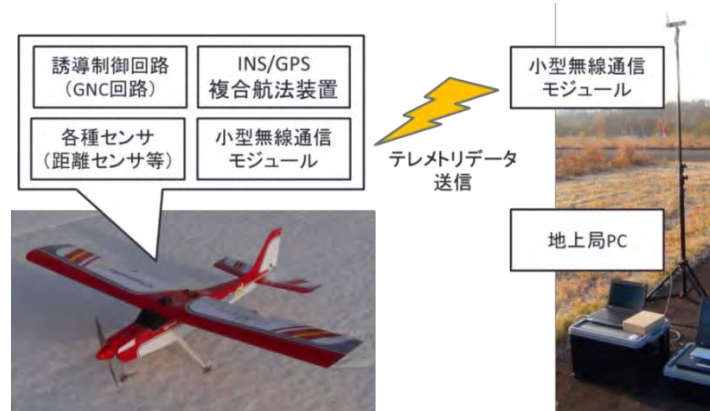 誘導制御回路
（GNC回路）
INS/GPS
複合航法装置
各種センサ
（距離センサ等）
小型無線通信
モジュール
テレメトリデータ
送信
小型無線通信
モジュール
地上局PC